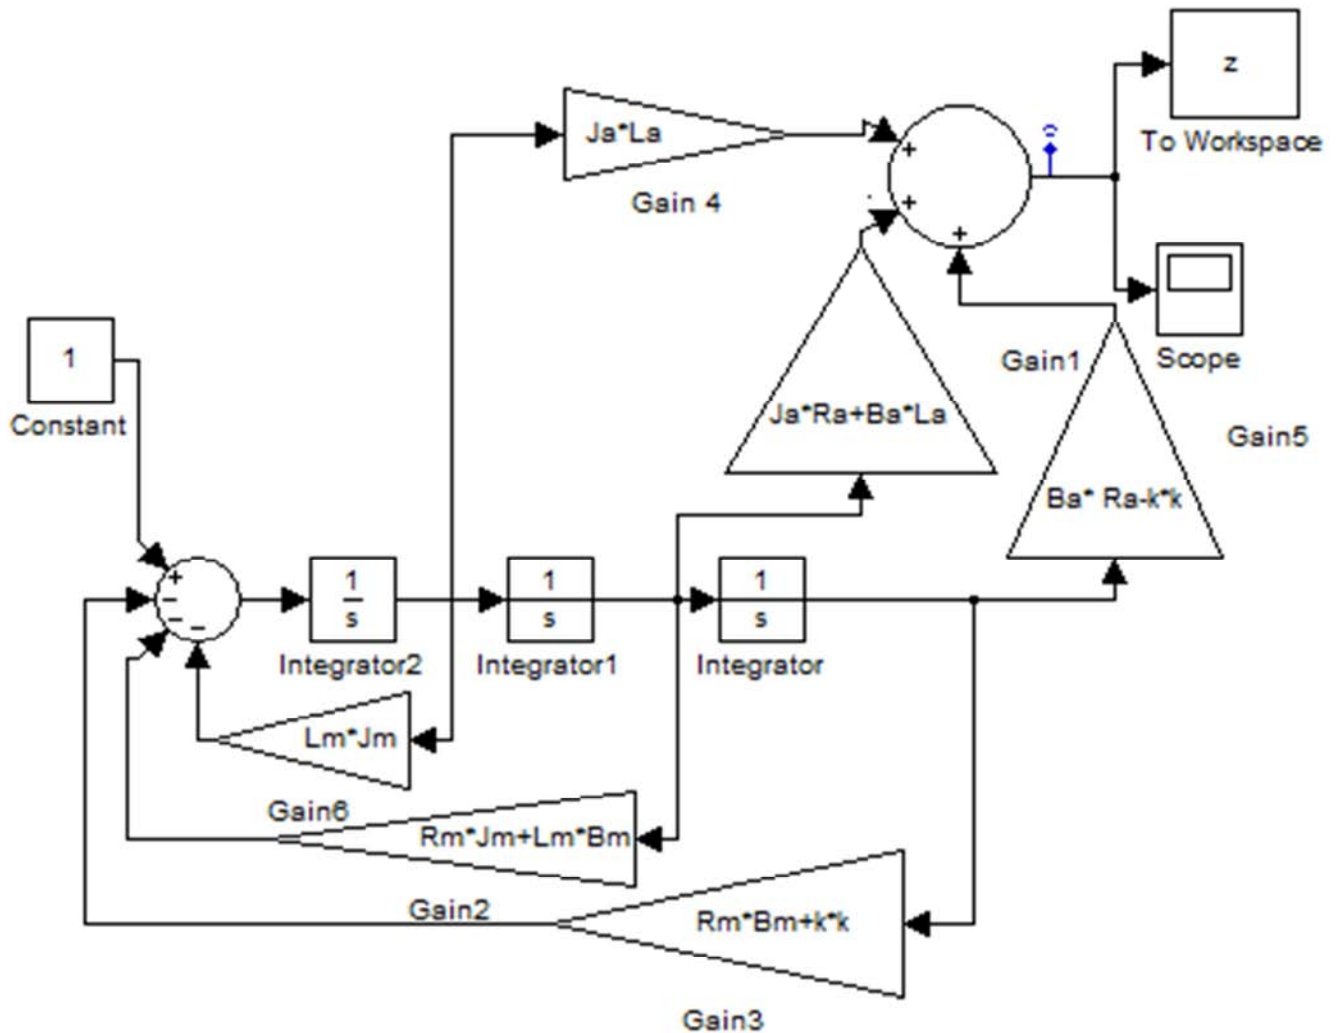 z
To Workspace
Ja*La
Gain 4
+
+
+
Scope
Gain1
Gain5
1
Constant
Ja*Ra+Ba*La
Ba* Ra-k*k
+
−
−
−
1
s
Integrator2
1
s
Integrator1
1
s
Integrator
Lm*Jm
Gain6
Rm*Jm+Lm*Bm
Gain2
Rm*Bm+k*k
Gain3